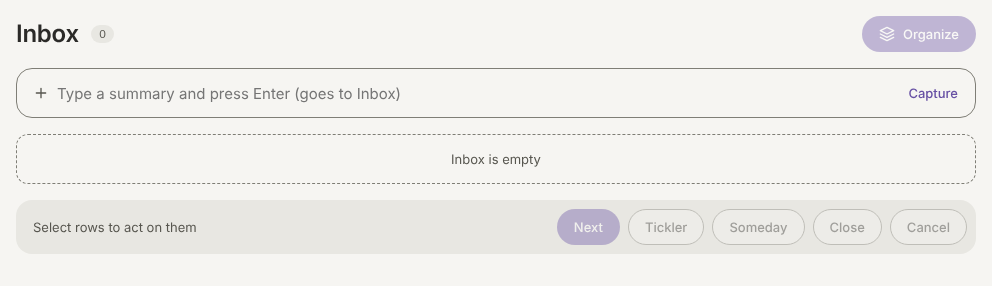 Inbox 0
Organize
Type a summary and press Enter (goes to Inbox)
Capture
Inbox is empty
Select rows to act on them
Next
Tickler
Someday
Close
Cancel